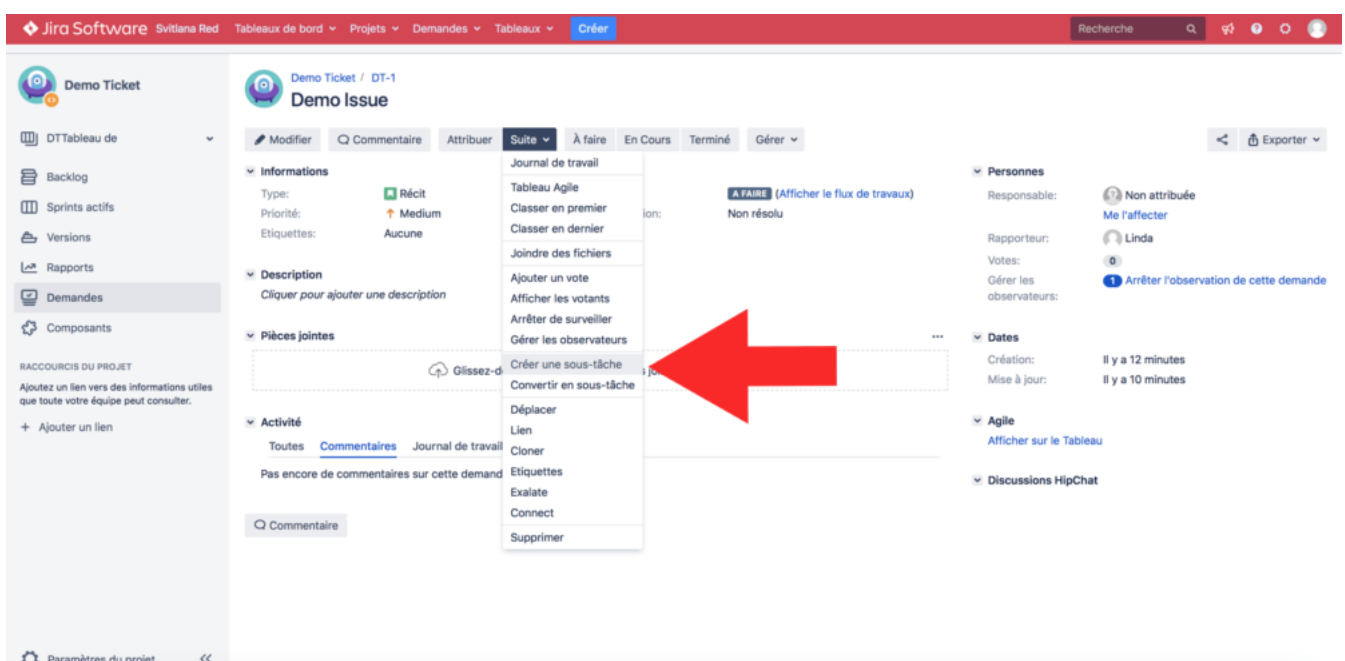 Jira Software Svitlana Red Tableaux de bord Projets Demandes Tableaux Créer Recherche
Demo Ticket
DTTableau de
Backlog
Sprints actifs
Versions
Rapports
Demandes
Composants
RACCOURCIS DU PROJET
Ajoutez un lien vers des informations utiles
que toute votre équipe peut consulter.
+ Ajouter un lien
Paramètres du projet
Demo Ticket / DT-1
Demo Issue
Modifier Commentaire Attribuer Suite À faire En Cours Terminé Gérer Exporter
Informations
Type: Récit
Priorité: Medium
Etiquettes: Aucune
A FAIRE (Afficher le flux de travaux)
ion: Non résolu
Description
Cliquer pour ajouter une description
Pièces jointes
Glissez-d
Activité
Toutes Commentaires Journal de travail
Pas encore de commentaires sur cette demand
Commentaire
Journal de travail
Tableau Agile
Classer en premier
Classer en dernier
Joindre des fichiers
Ajouter un vote
Afficher les votants
Arrêter de surveiller
Gérer les observateurs
Créer une sous-tâche
Convertir en sous-tâche
Déplacer
Lien
Cloner
Etiquettes
Exalate
Connect
Supprimer
Personnes
Responsable: Non attribuée
Me l'affecter
Rapporteur: Linda
Votes: 0
Gérer les
observateurs:
1 Arrêter l'observation de cette demande
Dates
Création: Il y a 12 minutes
Mise à jour: Il y a 10 minutes
Agile
Afficher sur le Tableau
Discussions HipChat